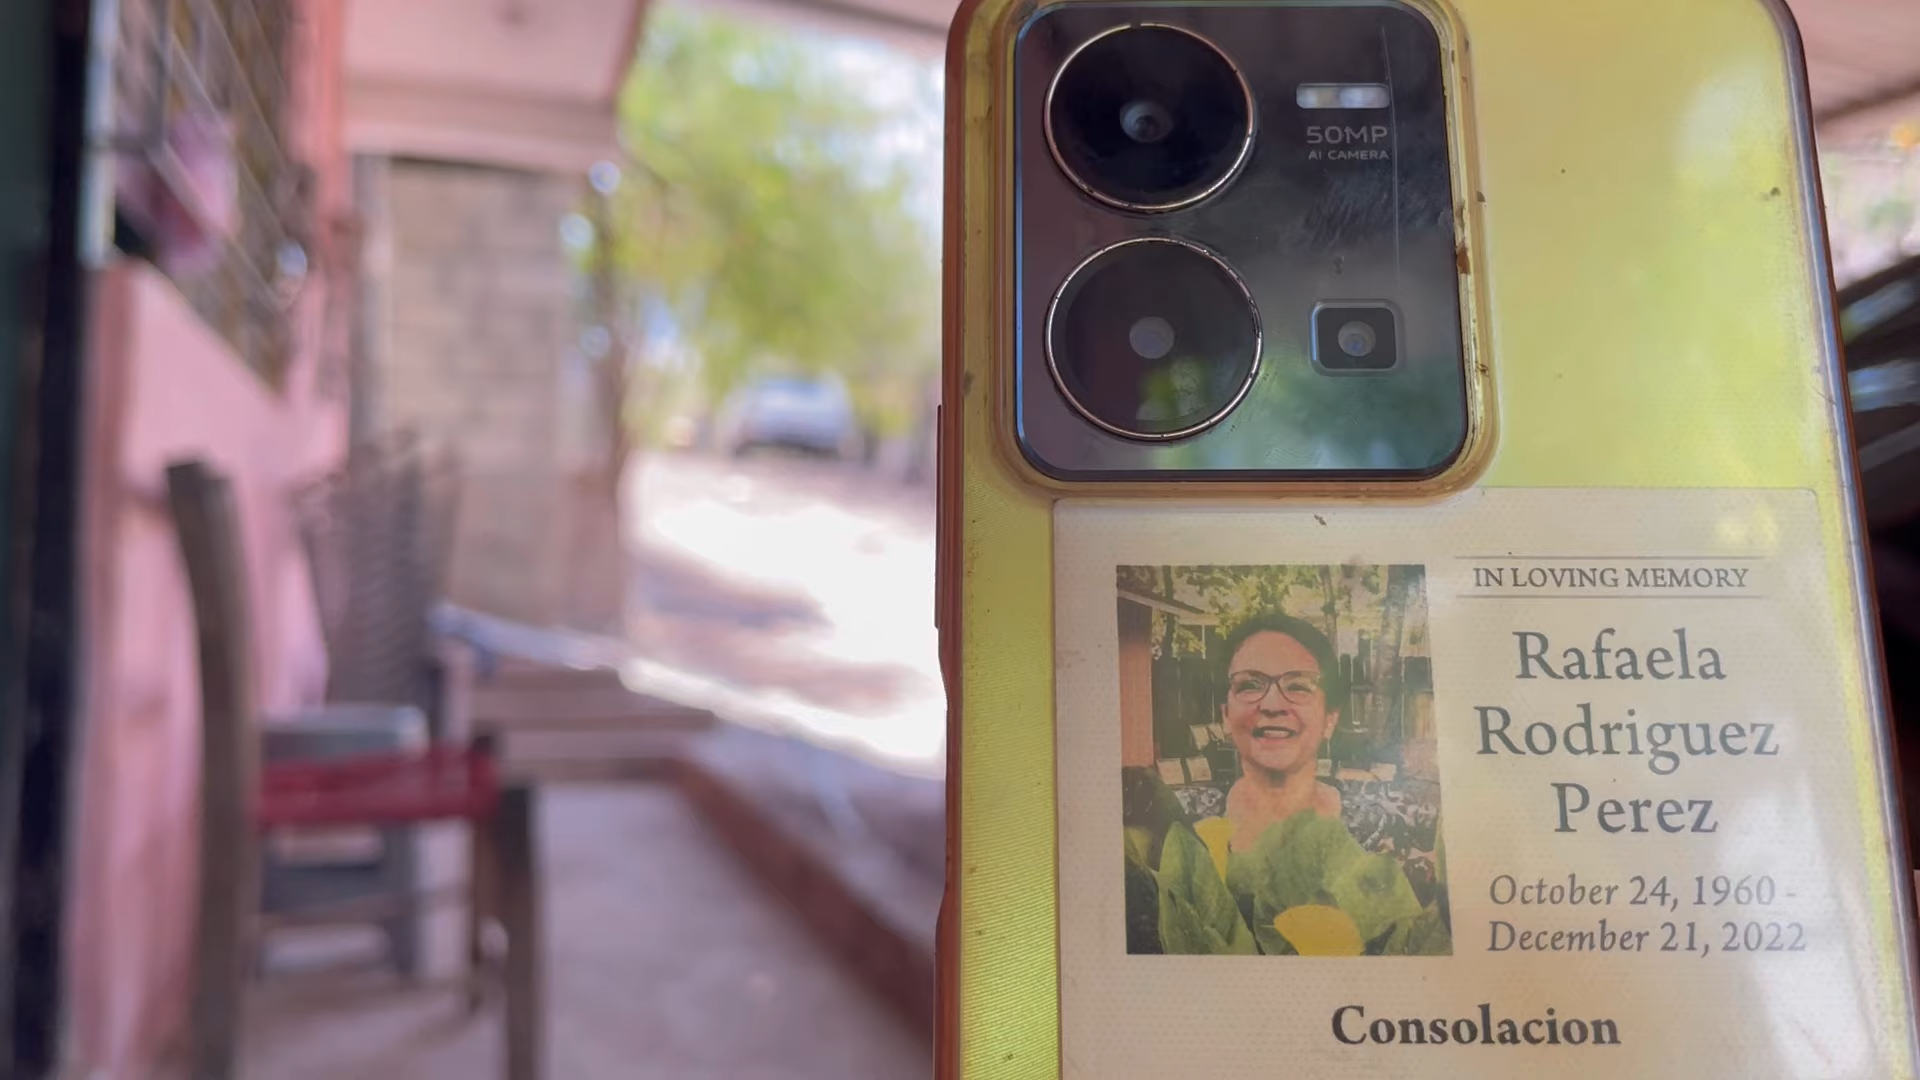 50MP
AI CAMERA
IN LOVING MEMORY
Rafaela
Rodriguez
Perez
October 24, 1960 -
December 21, 2022
Consolacion